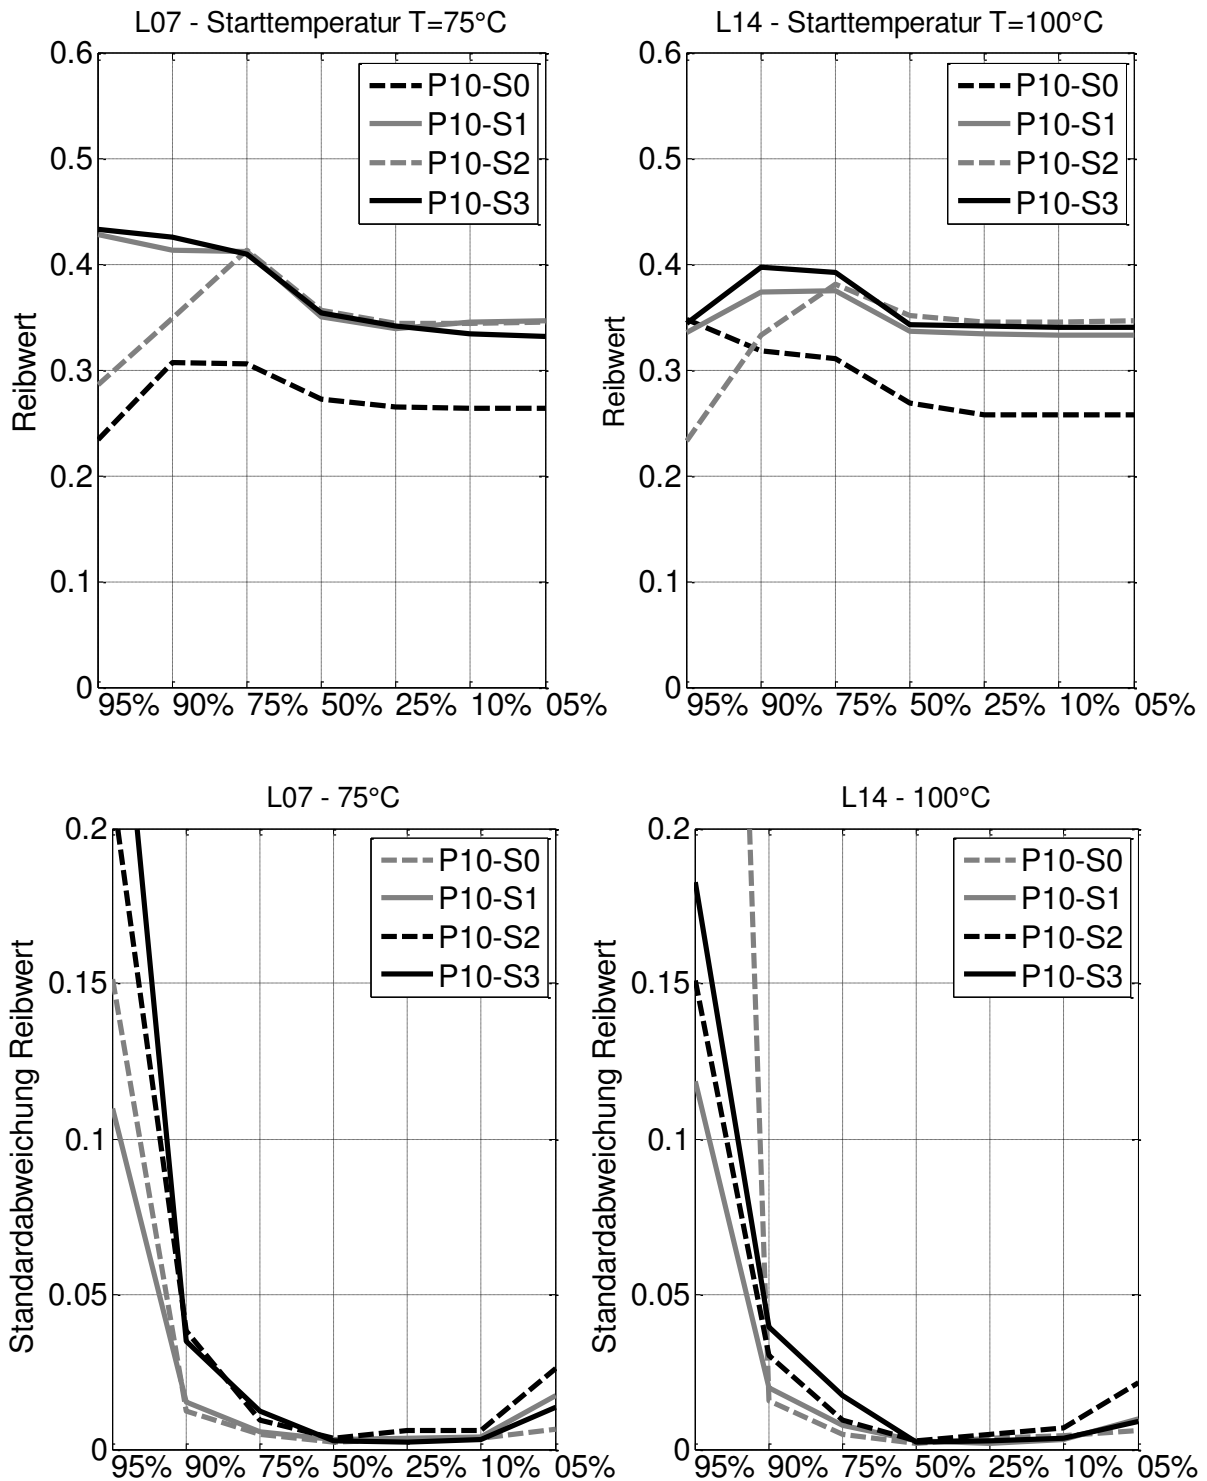 L07 - Starttemperatur T=75°C
0.6
0.5
0.4
0.3
0.2
0.1
0
Reibwert
P10-S0
P10-S1
P10-S2
P10-S3
95% 90% 75% 50% 25% 10% 05%
L14 - Starttemperatur T=100°C
0.6
0.5
0.4
0.3
0.2
0.1
0
Reibwert
P10-S0
P10-S1
P10-S2
P10-S3
95% 90% 75% 50% 25% 10% 05%
L07 - 75°C
0.2
0.15
0.1
0.05
0
Standardabweichung Reibwert
P10-S0
P10-S1
P10-S2
P10-S3
95% 90% 75% 50% 25% 10% 05%
L14 - 100°C
0.2
0.15
0.1
0.05
0
Standardabweichung Reibwert
P10-S0
P10-S1
P10-S2
P10-S3
95% 90% 75% 50% 25% 10% 05%